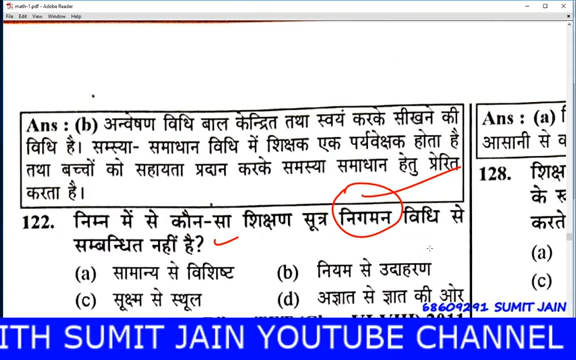 math-1.pdf - Adobe Reader
File Edit View Window Help
Ans : (b) अन्वेषण विधि बाल केन्द्रित तथा स्वयं करके सीखने की
विधि है। समस्या- समाधान विधि में शिक्षक एक पर्यवेक्षक होता है
तथा बच्चों को सहायता प्रदान करके समस्या समाधान हेतु प्रेरित
करता है।
122. निम्न में से कौन-सा शिक्षण सूत्र निगमन विधि से
सम्बन्धित नहीं है?
(a) सामान्य से विशिष्ट (b) नियम से उदाहरण
(c) सूक्ष्म से स्थूल (d) अज्ञात से ज्ञात की ओर
Ans : (a)
आसानी से
128. शिक्ष
के
करते
(a)
(c)
68609291 SUMIT JAIN
ITH SUMIT JAIN YOUTUBE CHANNEL